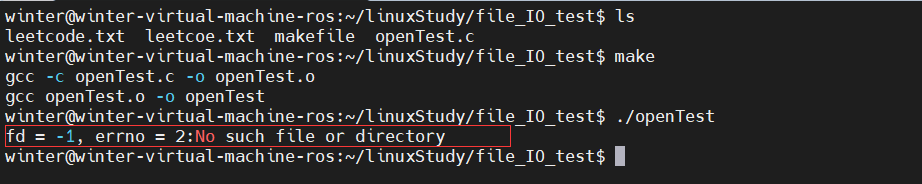 winter@winter-virtual-machine-ros:~/linuxStudy/file_IO_test$ ls
leetcode.txt  leetcoe.txt  makefile  openTest.c
winter@winter-virtual-machine-ros:~/linuxStudy/file_IO_test$ make
gcc -c openTest.c -o openTest.o
gcc openTest.o -o openTest
winter@winter-virtual-machine-ros:~/linuxStudy/file_IO_test$ ./openTest
fd = -1, errno = 2:No such file or directory
winter@winter-virtual-machine-ros:~/linuxStudy/file_IO_test$